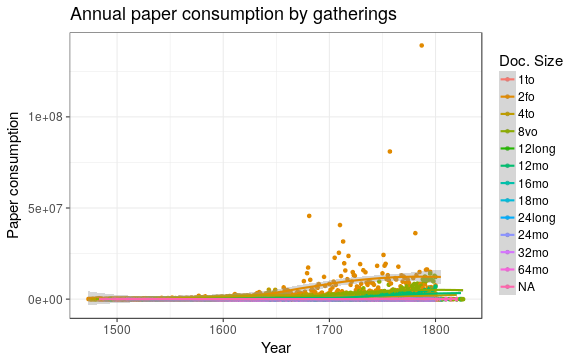 Annual paper consumption by gatherings
Paper consumption
1e+08
5e+07
0e+00
1500
1600
1700
1800
Year
Doc. Size
1to
2fo
4to
8vo
12long
12mo
16mo
18mo
24long
24mo
32mo
64mo
NA